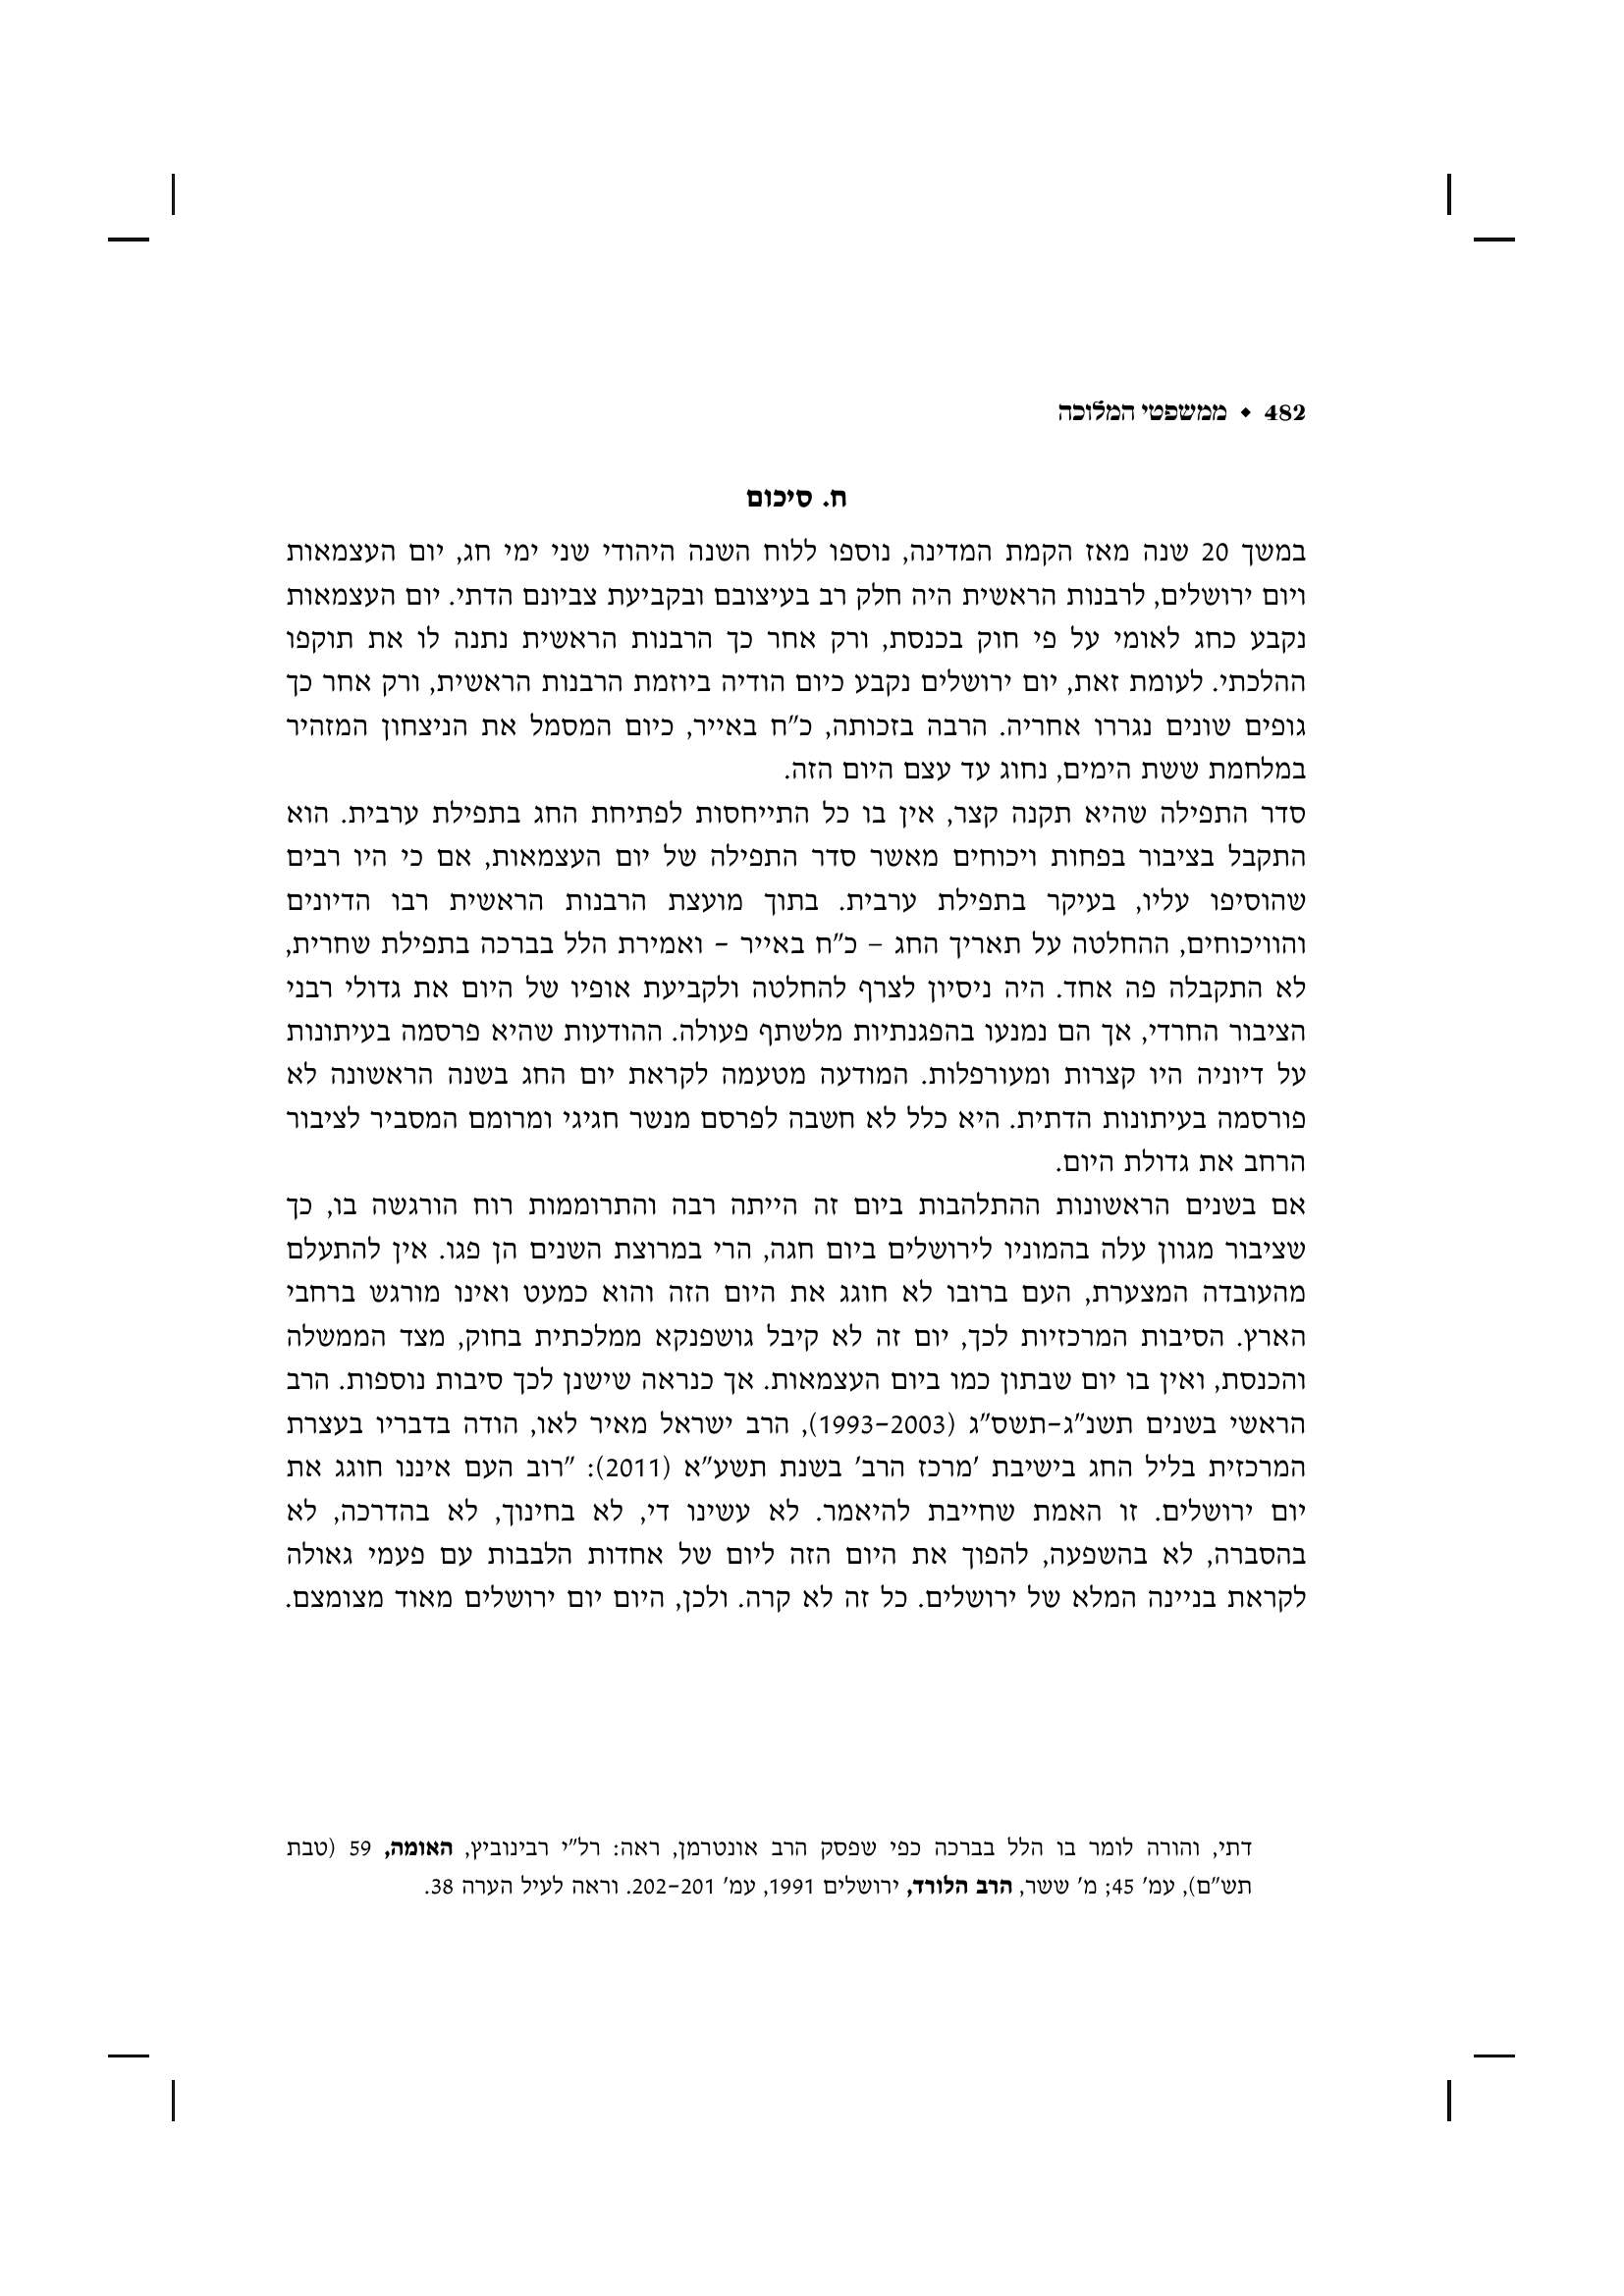 482 ◆ ממשפטי המלוכה
ח. סיכום
במשך 20 שנה מאז הקמת המדינה, נוספו ללוח השנה היהודי שני ימי חג, יום העצמאות
ויום ירושלים, לרבנות הראשית היה חלק רב בעיצובם ובקביעת צביונם הדתי. יום העצמאות
נקבע כחג לאומי על פי חוק בכנסת, ורק אחר כך הרבנות הראשית נתנה לו את תוקפו
ההלכתי. לעומת זאת, יום ירושלים נקבע כיום הודיה ביוזמת הרבנות הראשית, ורק אחר כך
גופים שונים נגררו אחריה. הרבה בזכותה, כ"ח באייר, כיום המסמל את הניצחון המזהיר
במלחמת ששת הימים, נחוג עד עצם היום הזה.
סדר התפילה שהיא תקנה קצר, אין בו כל התייחסות לפתיחת החג בתפילת ערבית. הוא
התקבל בציבור בפחות ויכוחים מאשר סדר התפילה של יום העצמאות, אם כי היו רבים
שהוסיפו עליו, בעיקר בתפילת ערבית. בתוך מועצת הרבנות הראשית רבו הדיונים
והוויכוחים, ההחלטה על תאריך החג – כ"ח באייר – ואמירת הלל בברכה בתפילת שחרית,
לא התקבלה פה אחד. היה ניסיון לצרף להחלטה ולקביעת אופיו של היום את גדולי רבני
הציבור החרדי, אך הם נמנעו בהפגנתיות מלשתף פעולה. ההודעות שהיא פרסמה בעיתונות
על דיוניה היו קצרות ומעורפלות. המודעה מטעמה לקראת יום החג בשנה הראשונה לא
פורסמה בעיתונות הדתית. היא כלל לא חשבה לפרסם מנשר חגיגי ומרומם המסביר לציבור
הרחב את גדולת היום.
אם בשנים הראשונות ההתלהבות ביום זה הייתה רבה והתרוממות רוח הורגשה בו, כך
שציבור מגוון עלה בהמוניו לירושלים ביום חגה, הרי במרוצת השנים הן פגו. אין להתעלם
מהעובדה המצערת, העם ברובו לא חוגג את היום הזה והוא כמעט ואינו מורגש ברחבי
הארץ. הסיבות המרכזיות לכך, יום זה לא קיבל גושפנקא ממלכתית בחוק, מצד הממשלה
והכנסת, ואין בו יום שבתון כמו ביום העצמאות. אך כנראה שישנן לכך סיבות נוספות. הרב
הראשי בשנים תשנ"ג–תשס"ג (1993–2003), הרב ישראל מאיר לאו, הודה בדבריו בעצרת
המרכזית בליל החג בישיבת 'מרכז הרב' בשנת תשע"א (2011): "רוב העם איננו חוגג את
יום ירושלים. זו האמת שחייבת להיאמר. לא עשינו די, לא בחינוך, לא בהדרכה, לא
בהסברה, לא בהשפעה, להפוך את היום הזה ליום של אחדות הלבבות עם פעמי גאולה
לקראת בניינה המלא של ירושלים. כל זה לא קרה. ולכן, היום יום ירושלים מאוד מצומצם.
דתי, והורה לומר בו הלל בברכה כפי שפסק הרב אונטרמן, ראה: רל"י רבינוביץ, האומה, 59 (טבת
תש"ם), עמ' 45; מ' ששר, הרב הלורד, ירושלים 1991, עמ' 201–202. וראה לעיל הערה 38.